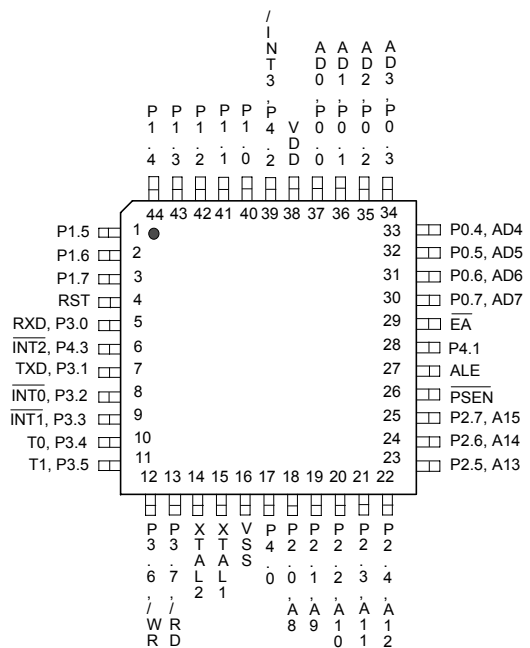 /INT3,P4.2
AD0,P0.0
AD1,P0.1
AD2,P0.2
AD3,P0.3
P1.4
P1.3
P1.2
P1.1
P1.0
VDD
44 43 42 41 40 39 38 37 36 35 34
P1.5 1
P1.6 2
P1.7 3
RST 4
RXD, P3.0 5
INT2, P4.3 6
TXD, P3.1 7
INT0, P3.2 8
INT1, P3.3 9
T0, P3.4 10
T1, P3.5 11
33 P0.4, AD4
32 P0.5, AD5
31 P0.6, AD6
30 P0.7, AD7
29 EA
28 P4.1
27 ALE
26 PSEN
25 P2.7, A15
24 P2.6, A14
23 P2.5, A13
12 13 14 15 16 17 18 19 20 21 22
P3.6,/WR
P3.7,/RD
XTAL2
XTAL1
VSS
P4.0
P2.0,A8
P2.1,A9
P2.2,A10
P2.3,A11
P2.4,A12